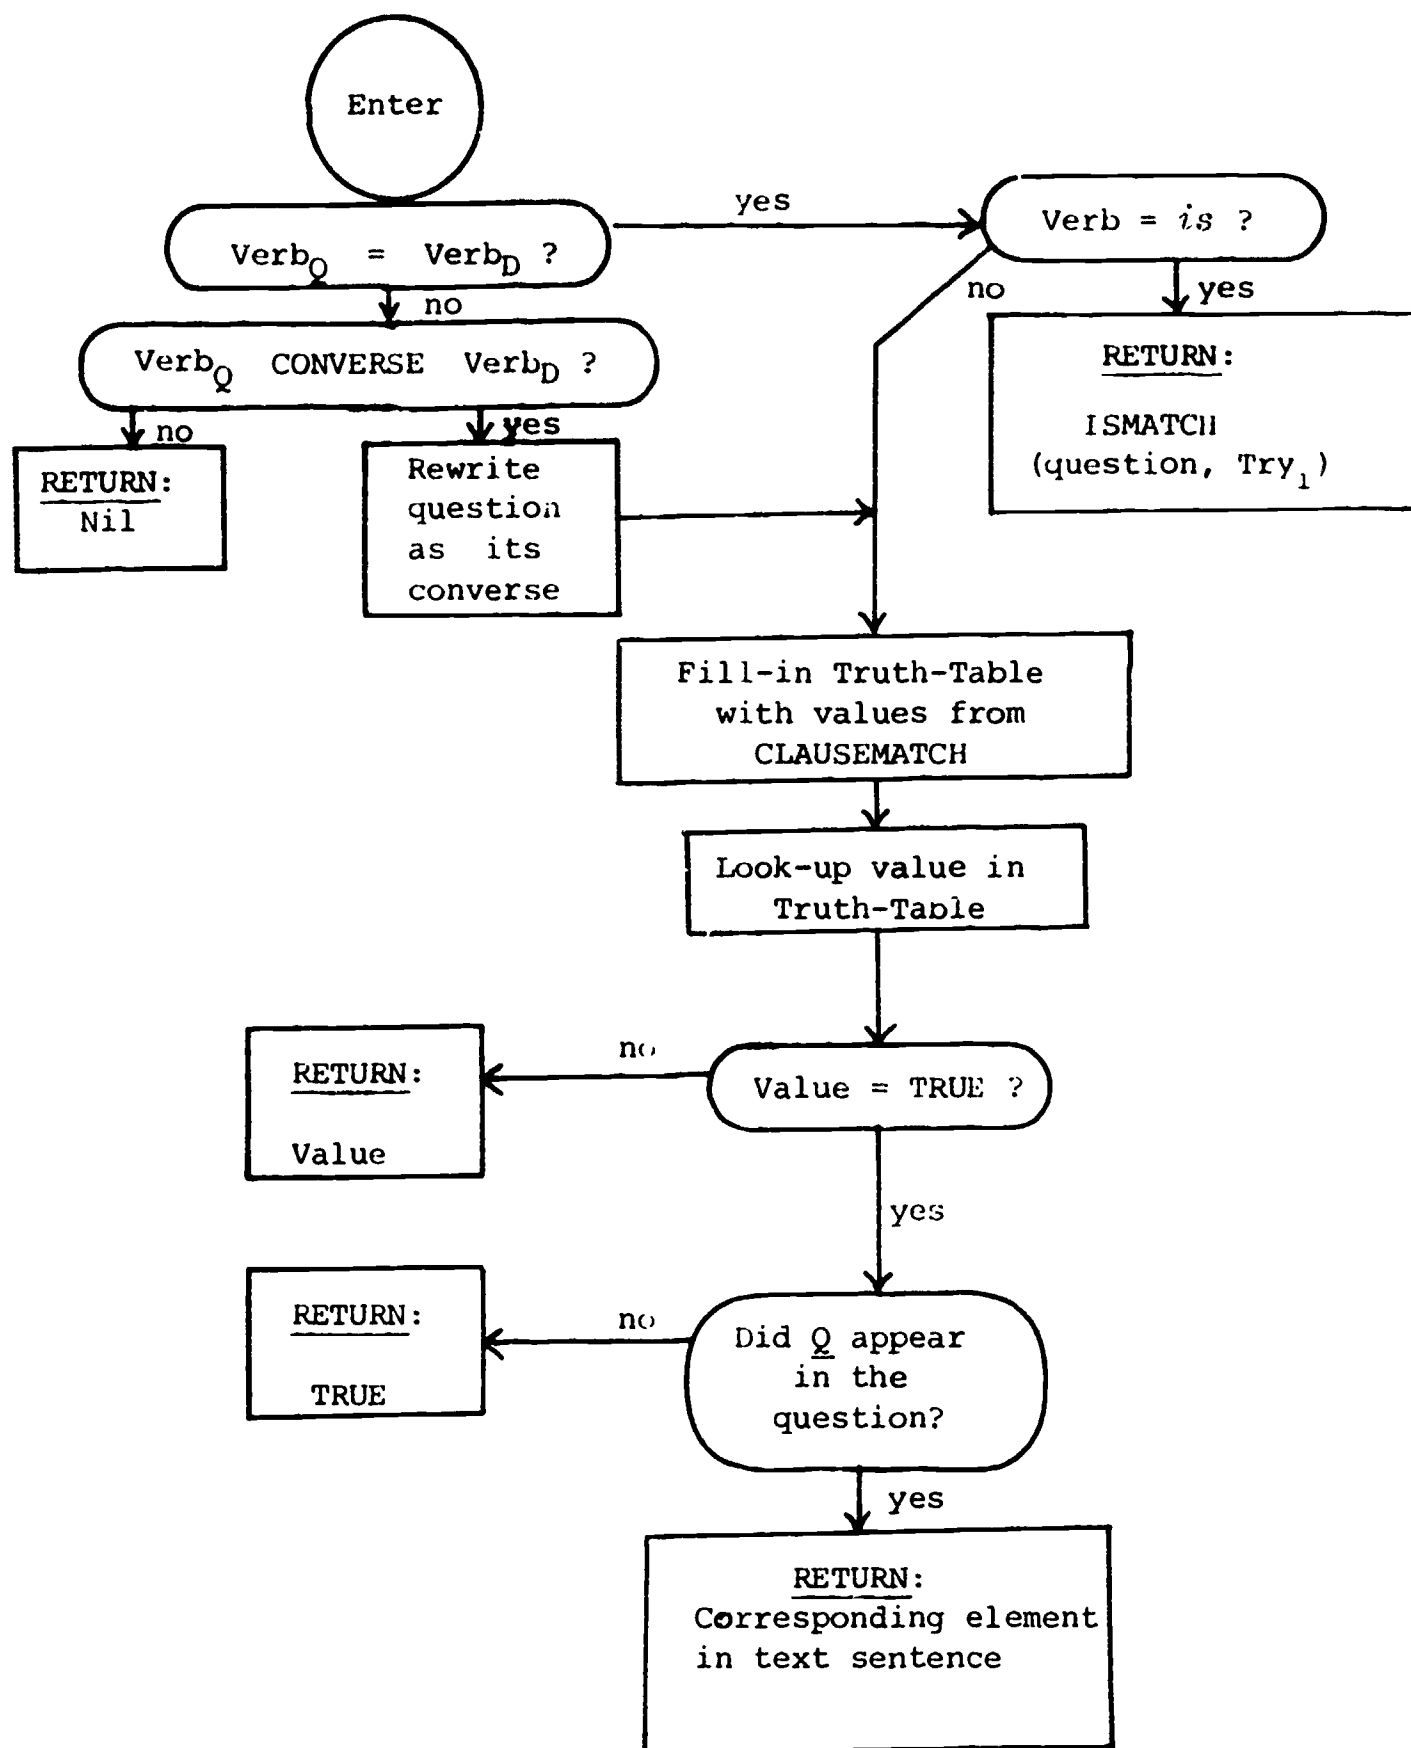 Enter
yes
Verb = is ?
Verb_Q = Verb_D ?
no
yes
no
Verb_Q CONVERSE Verb_D ?
RETURN:
ISMATCH
(question, Try_1)
no
yes
RETURN:
Nil
Rewrite
question
as its
converse
Fill-in Truth-Table
with values from
CLAUSEMATCH
Look-up value in
Truth-Table
no
Value = TRUE ?
RETURN:
Value
yes
RETURN:
TRUE
no
Did Q appear
in the
question?
yes
RETURN:
Corresponding element
in text sentence